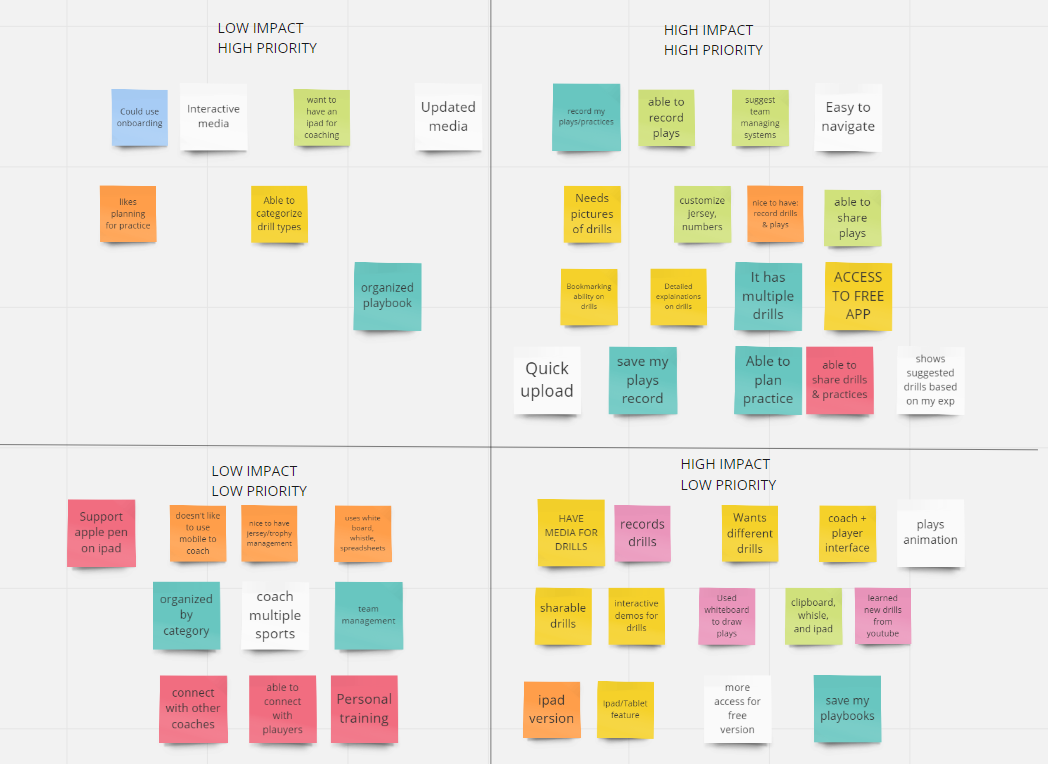 LOW IMPACT
HIGH PRIORITY
Could use
onboarding
Interactive
media
want to
have an
ipad for
coaching
Updated
media
likes
planning
for practice
Able to
categorize
drill types
organized
playbook
HIGH IMPACT
HIGH PRIORITY
record my
plays/practices
able to
record
plays
suggest
team
managing
systems
Easy to
navigate
Needs
pictures
of drills
customize
jersey,
numbers
nice to have:
record drills
& plays
able to
share
plays
Bookmarking
ability on
drills
Detailed
explainations
on drills
It has
multiple
drills
ACCESS
TO FREE
APP
Quick
upload
save my
plays
record
Able to
plan
practice
able to
share drills
& practices
shows
suggested
drills based
on my exp
LOW IMPACT
LOW PRIORITY
Support
apple pen
on ipad
doesn't like
to use
mobile to
coach
nice to have
jersey/trophy
management
uses white
board,
whistle,
spreadsheets
organized
by
category
coach
multiple
sports
team
management
connect
with other
coaches
able to
connect
with
plauyers
Personal
training
HIGH IMPACT
LOW PRIORITY
HAVE
MEDIA FOR
DRILLS
records
drills
Wants
different
drills
coach +
player
interface
plays
animation
sharable
drills
interactive
demos for
drills
Used
whiteboard
to draw
plays
clipboard,
whisle,
and ipad
learned
new drills
from
youtube
ipad
version
Ipad/Tablet
feature
more
access for
free
version
save my
playbooks